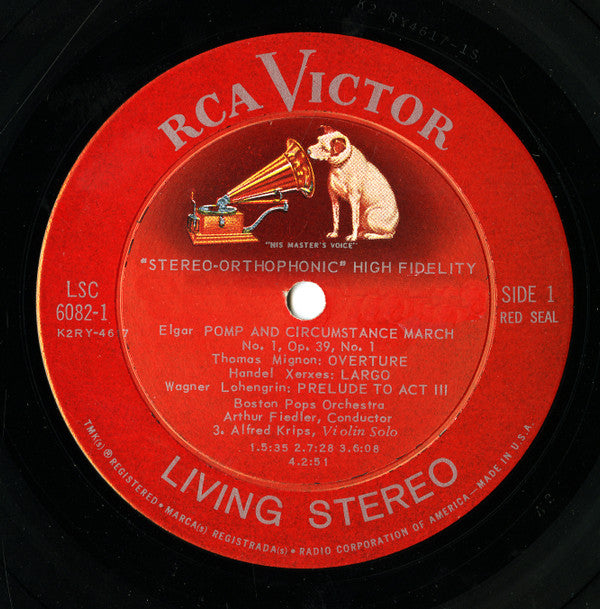 K2 RY4617-1S
RCA VICTOR
"HIS MASTER'S VOICE"
"STEREO-ORTHOPHONIC" HIGH FIDELITY
LSC
6082-1
K2RY-4617
SIDE 1
RED SEAL
Elgar POMP AND CIRCUMSTANCE MARCH
No. 1, Op. 39, No. 1
Thomas Mignon: OVERTURE
Handel Xerxes: LARGO
Wagner Lohengrin: PRELUDE TO ACT III
Boston Pops Orchestra
Arthur Fiedler, Conductor
3. Alfred Krips, Violin Solo
1.5:35 2.7:28 3.6:08
4.2:51
LIVING STEREO
TMK(s) ® REGISTERED • MARCA(s) REGISTRADA(s) • RADIO CORPORATION OF AMERICA—MADE IN U.S.A.